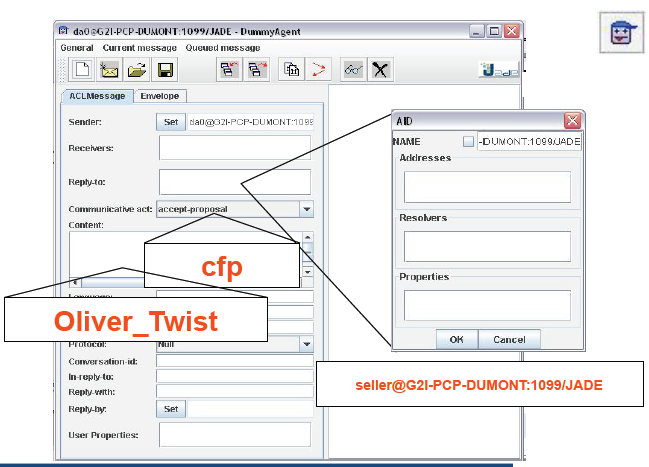 da0@G2I-PCP-DUMONT:1099/JADE - DummyAgent
General Current message Queued message
Jade
ACLMessage Envelope
Sender: Set da0@G2I-PCP-DUMONT:1099
Receivers:
Reply-to:
Communicative act: accept-proposal
Content:
cfp
Oliver_Twist
Protocol: Null
Conversation-id:
In-reply-to:
Reply-with:
Reply-by: Set
User Properties:
AID
NAME -DUMONT:1099/JADE
Addresses
Resolvers
Properties
OK Cancel
seller@G2I-PCP-DUMONT:1099/JADE